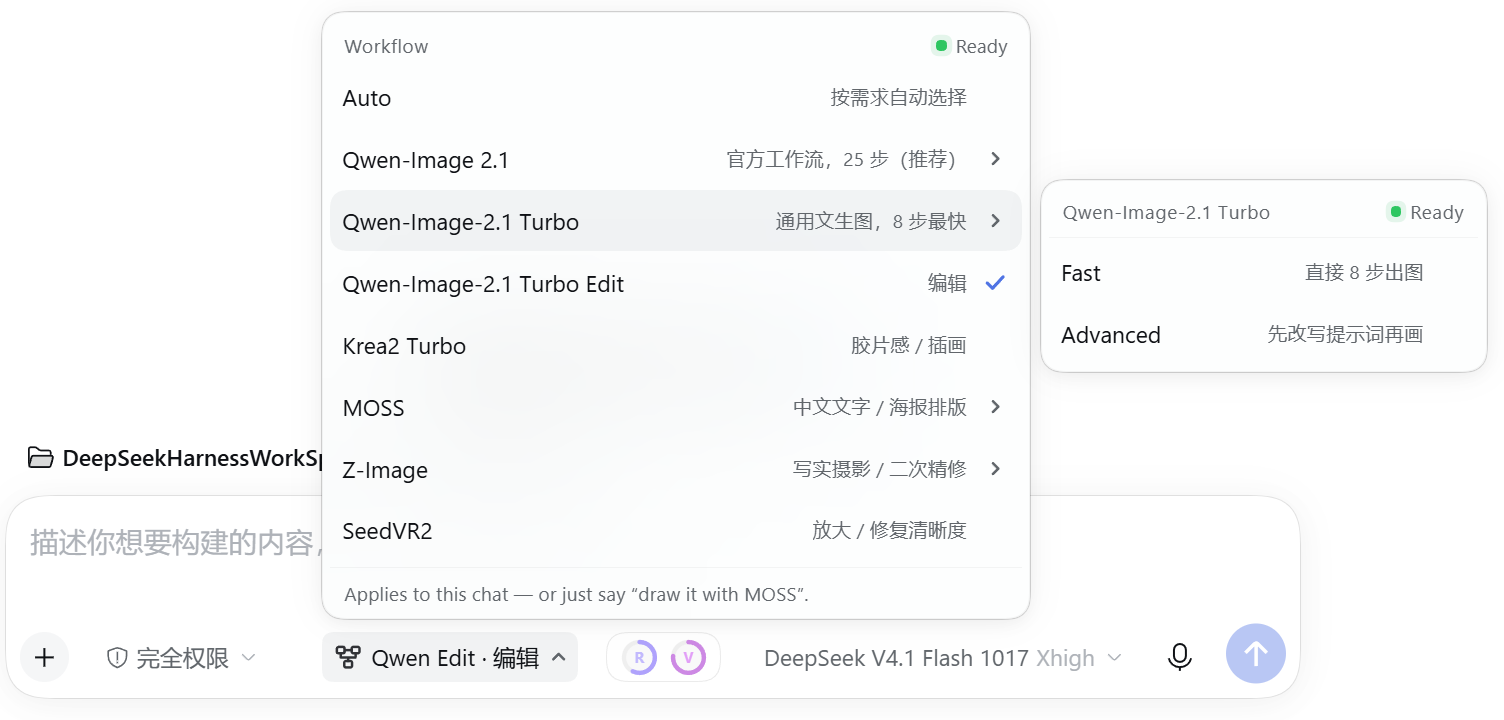 Workflow
Ready
Auto
按需求自动选择
Qwen-Image 2.1
官方工作流，25 步（推荐）
Qwen-Image-2.1 Turbo
通用文生图，8 步最快
Qwen-Image-2.1 Turbo Edit
编辑
Krea2 Turbo
胶片感 / 插画
MOSS
中文文字 / 海报排版
Z-Image
写实摄影 / 二次精修
SeedVR2
放大 / 修复清晰度
Applies to this chat — or just say “draw it with MOSS”.
Qwen-Image-2.1 Turbo
Ready
Fast
直接 8 步出图
Advanced
先改写提示词再画
DeepSeekHarnessWorkSp
描述你想要构建的内容，
完全权限
Qwen Edit · 编辑
R
V
DeepSeek V4.1 Flash 1017 Xhigh